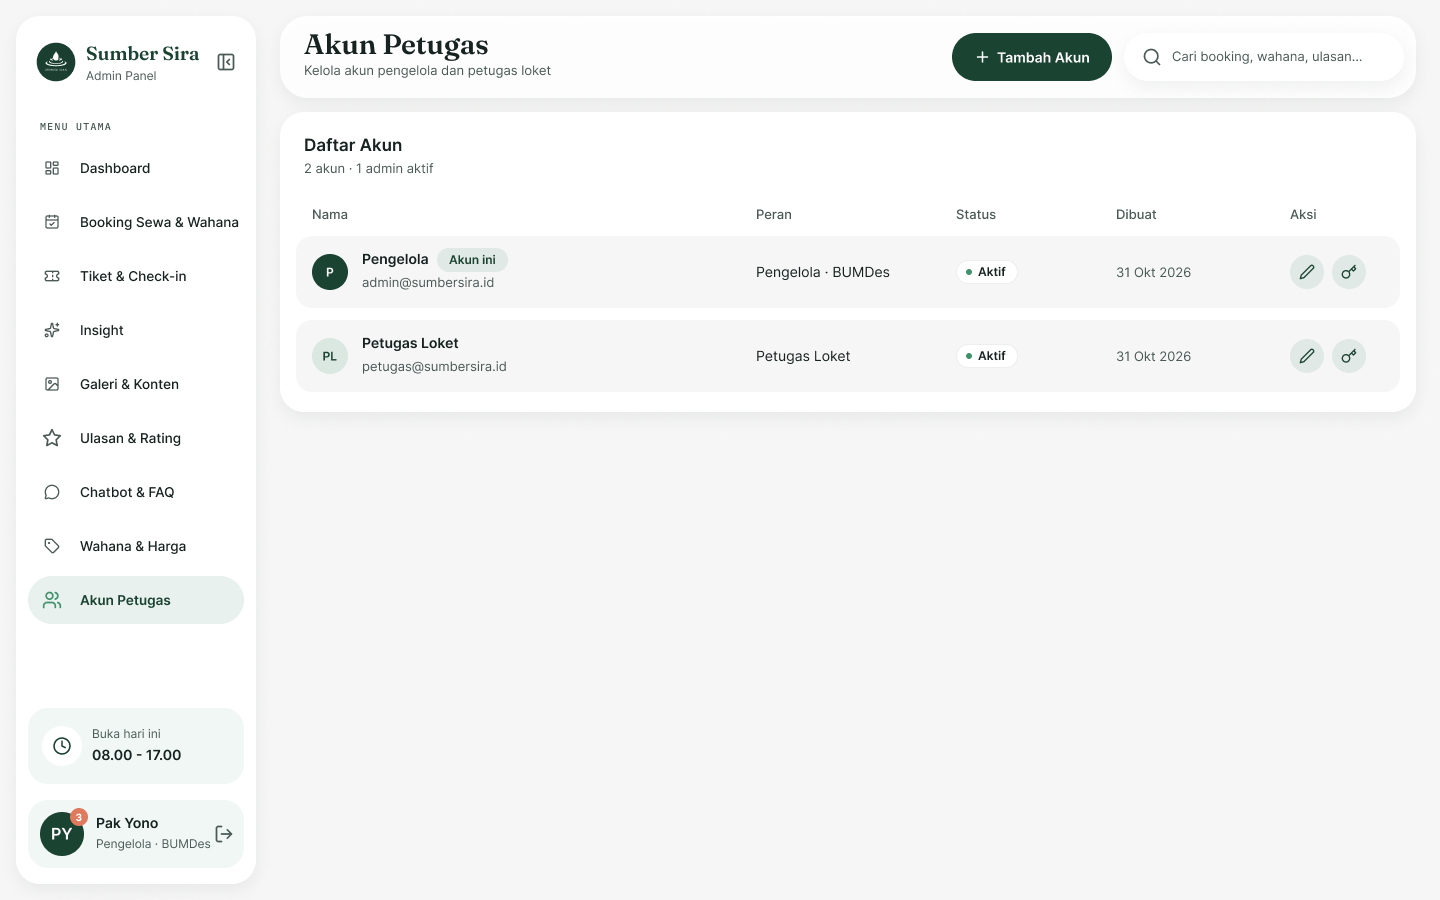 Sumber Sira
Admin Panel
MENU UTAMA
Dashboard
Booking Sewa & Wahana
Tiket & Check-in
Insight
Galeri & Konten
Ulasan & Rating
Chatbot & FAQ
Wahana & Harga
Akun Petugas
Buka hari ini
08.00 - 17.00
PY
3
Pak Yono
Pengelola · BUMDes
Akun Petugas
Kelola akun pengelola dan petugas loket
Tambah Akun
Cari booking, wahana, ulasan...
Daftar Akun
2 akun · 1 admin aktif
Nama Peran Status Dibuat Aksi
P Pengelola Akun ini Pengelola · BUMDes Aktif 31 Okt 2026
admin@sumbersira.id
PL Petugas Loket Petugas Loket Aktif 31 Okt 2026
petugas@sumbersira.id